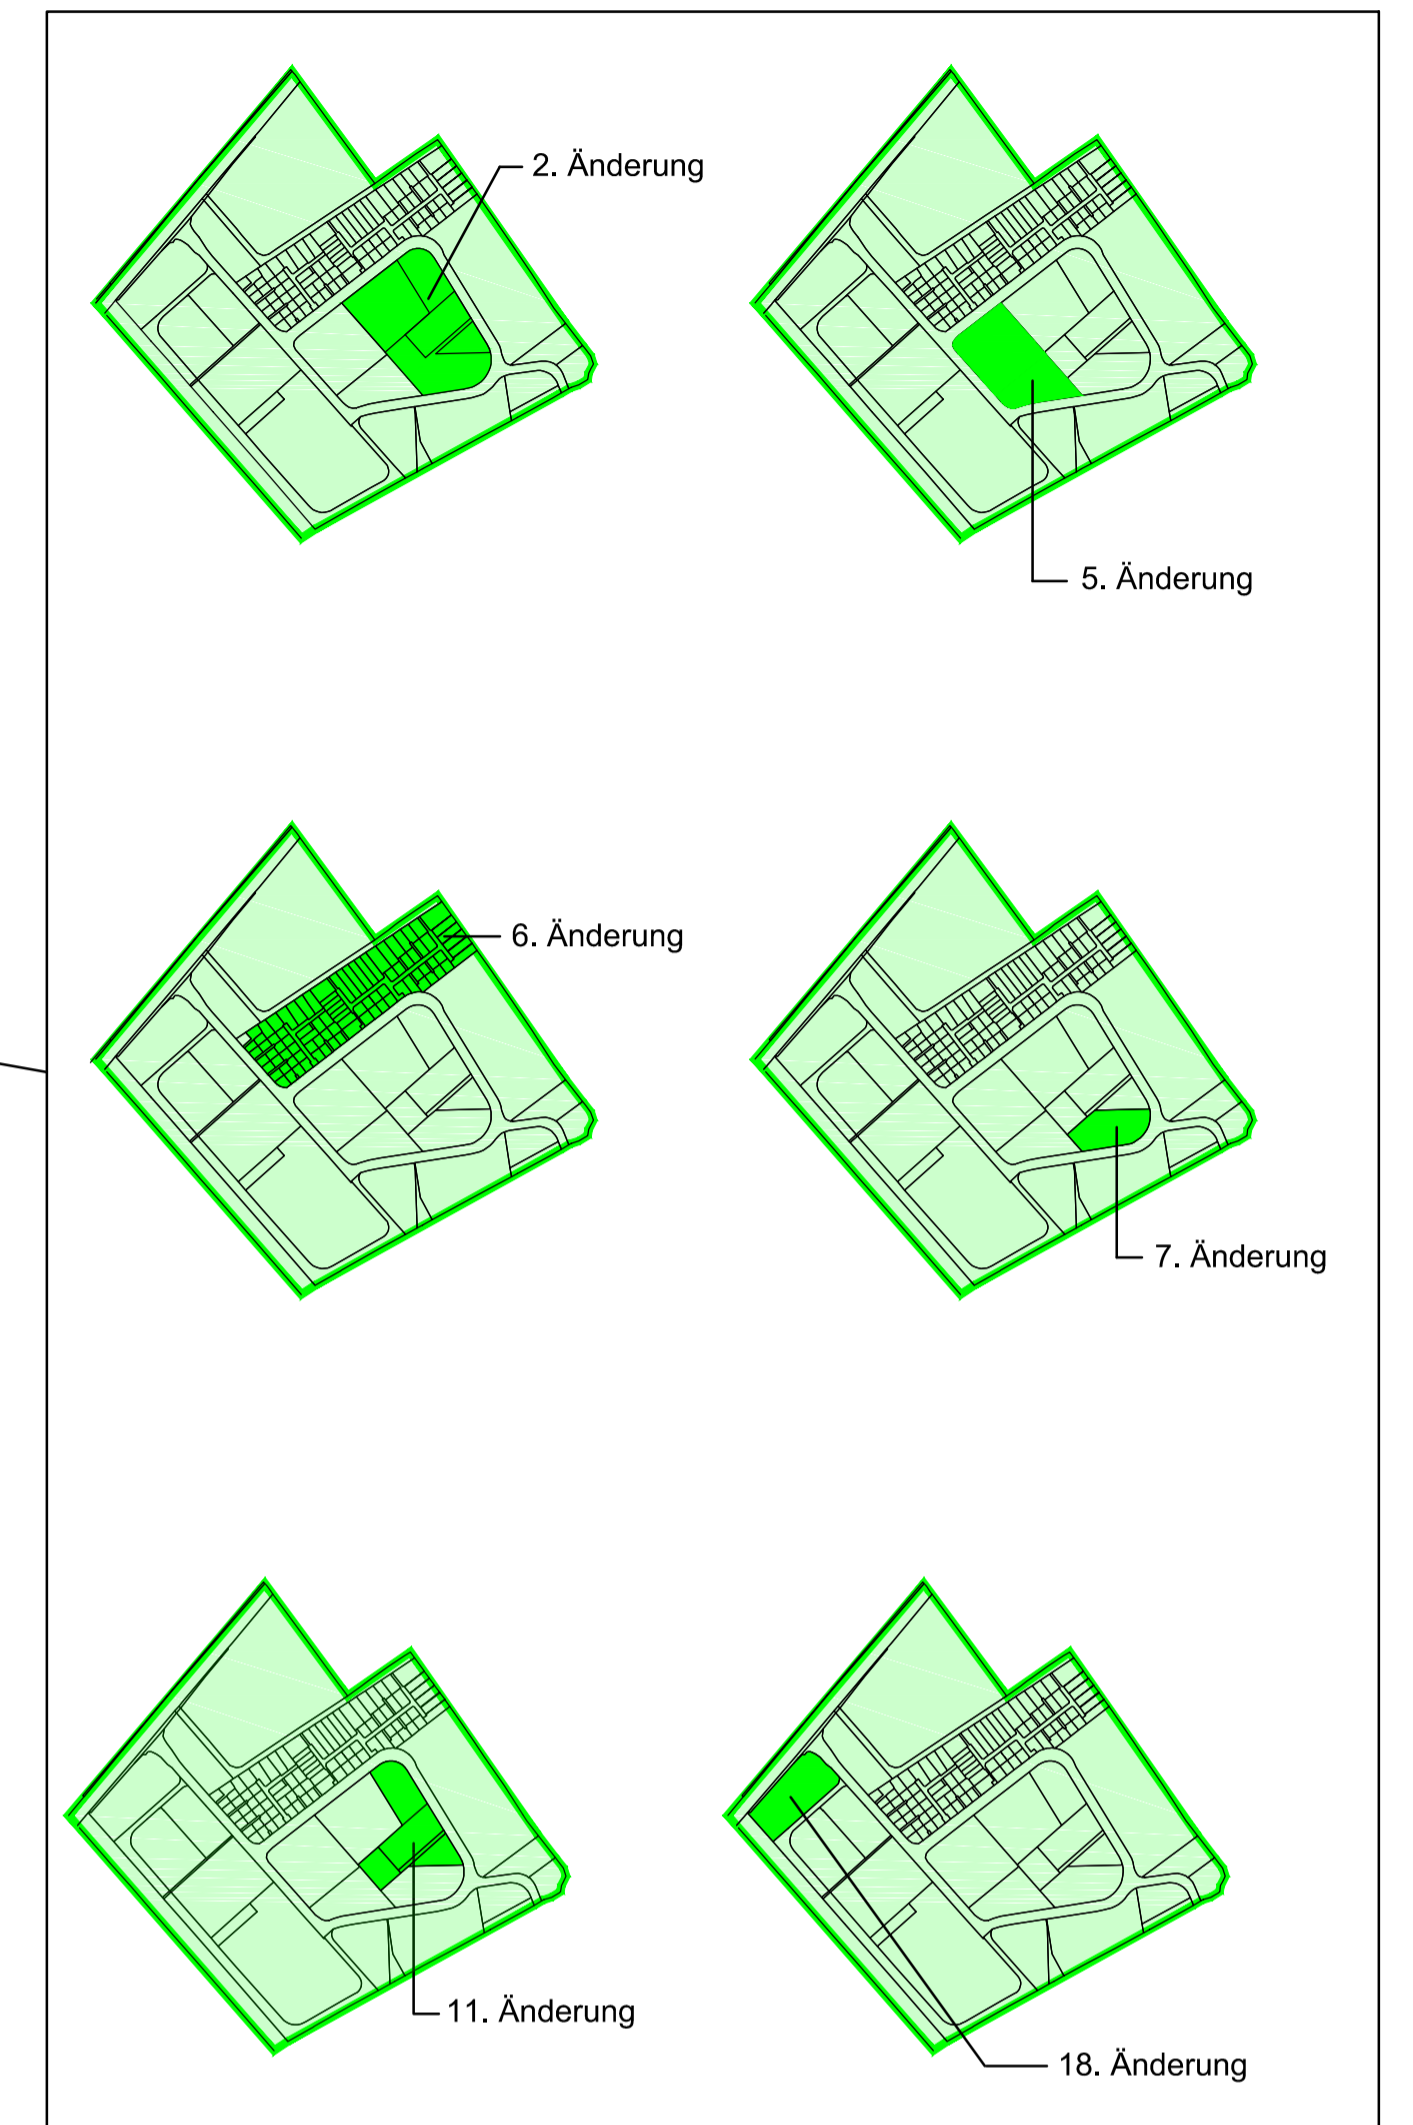 2. Änderung
5. Änderung
6. Änderung
7. Änderung
11. Änderung
18. Änderung